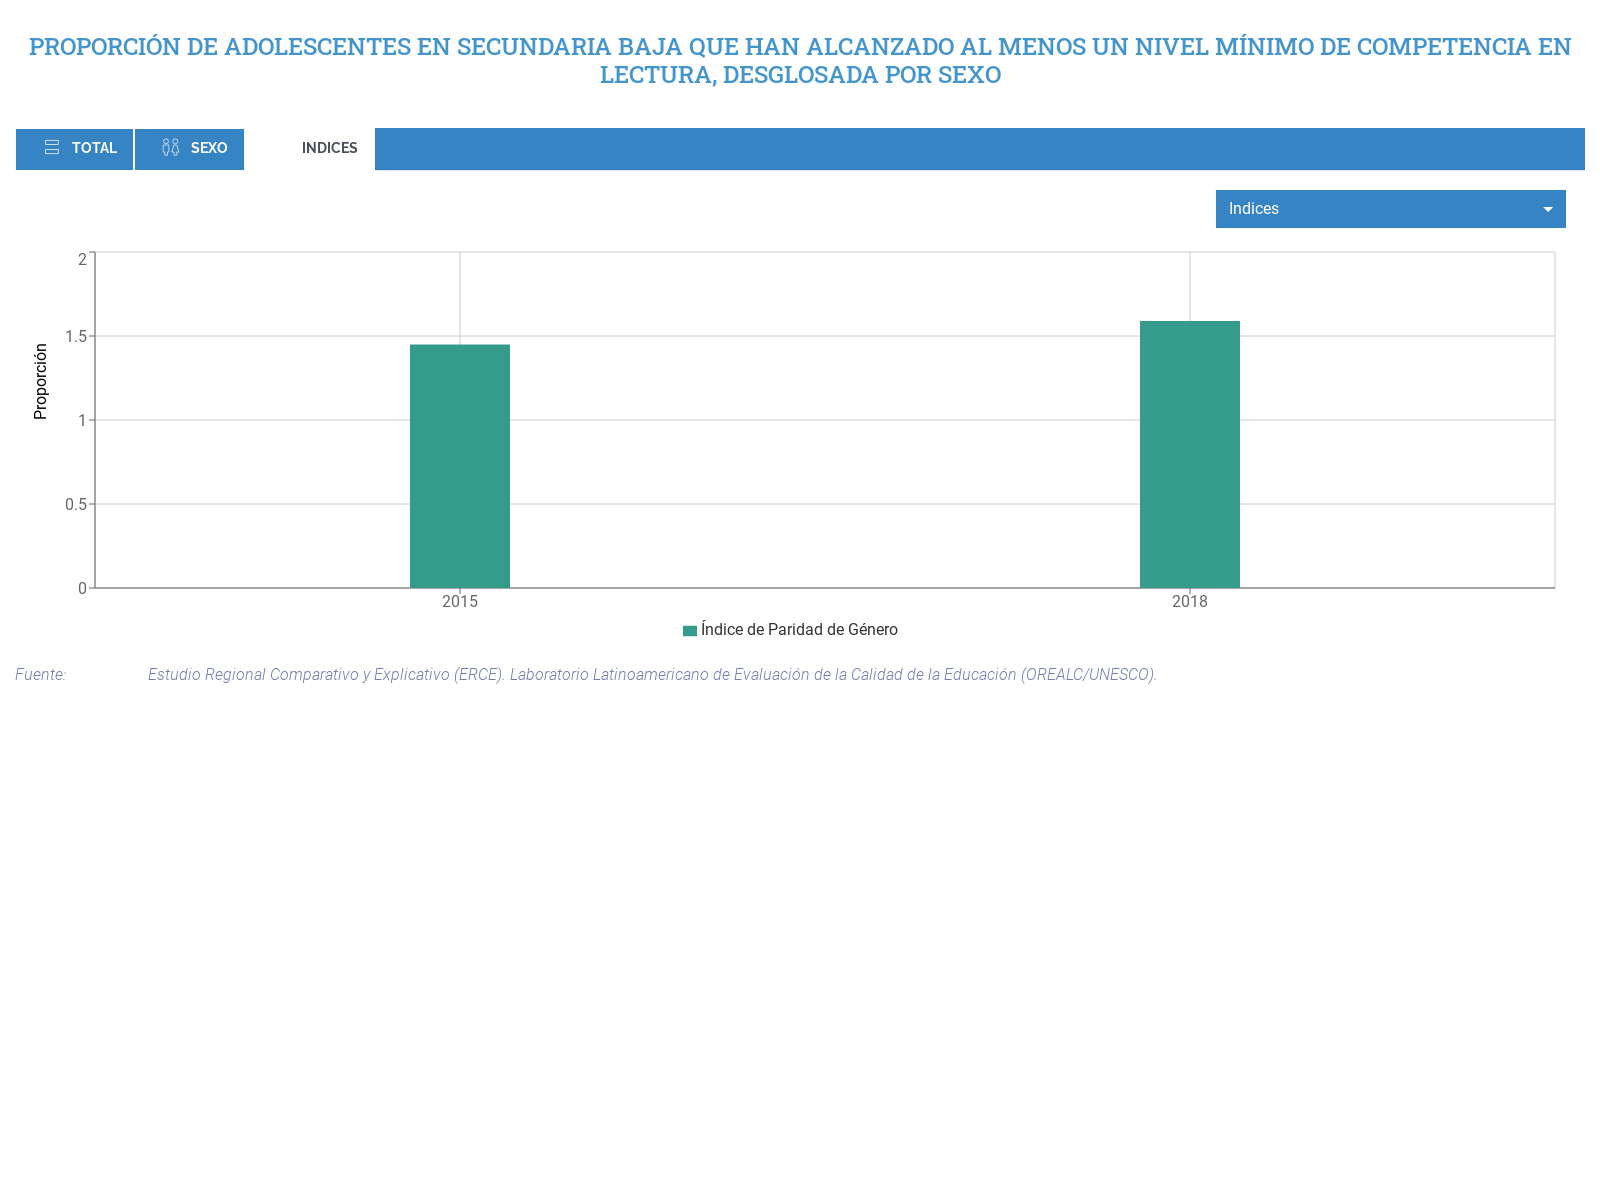 PROPORCIÓN DE ADOLESCENTES EN SECUNDARIA BAJA QUE HAN ALCANZADO AL MENOS UN NIVEL MÍNIMO DE COMPETENCIA EN
LECTURA, DESGLOSADA POR SEXO
TOTAL SEXO INDICES
Indices
2
1.5
1
0.5
0
Proporción
2015 2018
Índice de Paridad de Género
Fuente: Estudio Regional Comparativo y Explicativo (ERCE). Laboratorio Latinoamericano de Evaluación de la Calidad de la Educación (OREALC/UNESCO).